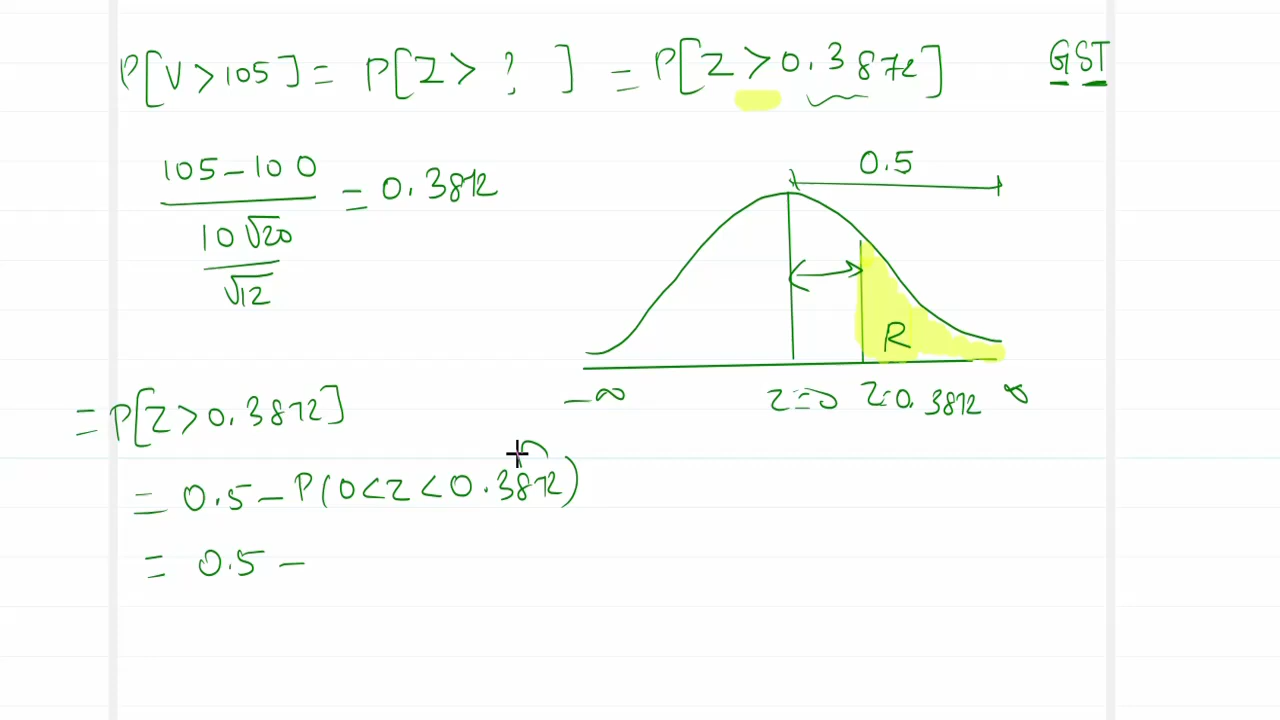 P[V > 105] = P[Z > ? ] = P[Z > 0.3872] GST
105 - 100
10√20
√12
= 0.3872
0.5
R
-∞ z=0 z=0.3872 ∞
= P[Z > 0.3872]
= 0.5 - P(0 < Z < 0.3872)
= 0.5 -